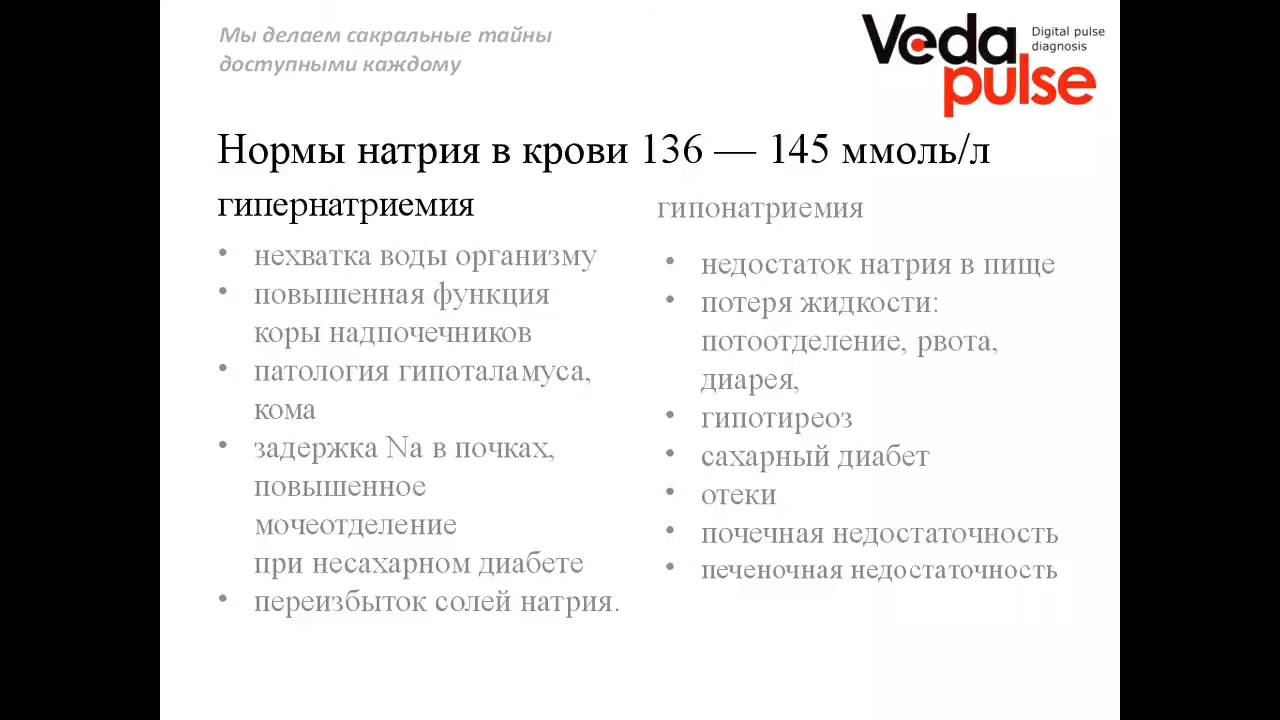 Мы делаем сакральные тайны
доступными каждому
Veda
pulse
Digital pulse
diagnosis
Нормы натрия в крови 136 — 145 ммоль/л
гипернатриемия
• нехватка воды организму
• повышенная функция
коры надпочечников
• патология гипоталамуса,
кома
• задержка Na в почках,
повышенное
мочеотделение
при несахарном диабете
• переизбыток солей натрия.
гипонатриемия
• недостаток натрия в пище
• потеря жидкости:
потоотделение, рвота,
диарея,
• гипотиреоз
• сахарный диабет
• отеки
• почечная недостаточность
• печеночная недостаточность